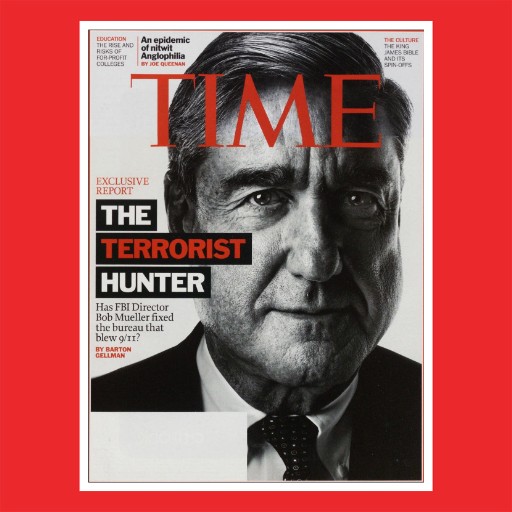 EDUCATION
THE RISE AND
RISKS OF
FOR-PROFIT
COLLEGES
An epidemic
of nitwit
Anglophilia
BY JOE QUEENAN
THE CULTURE
THE KING
JAMES BIBLE
AND ITS
SPIN-OFFS
TIME
EXCLUSIVE
REPORT
THE
TERRORIST
HUNTER
Has FBI Director
Bob Mueller fixed
the bureau that
blew 9/11?
BY BARTON
GELLMAN